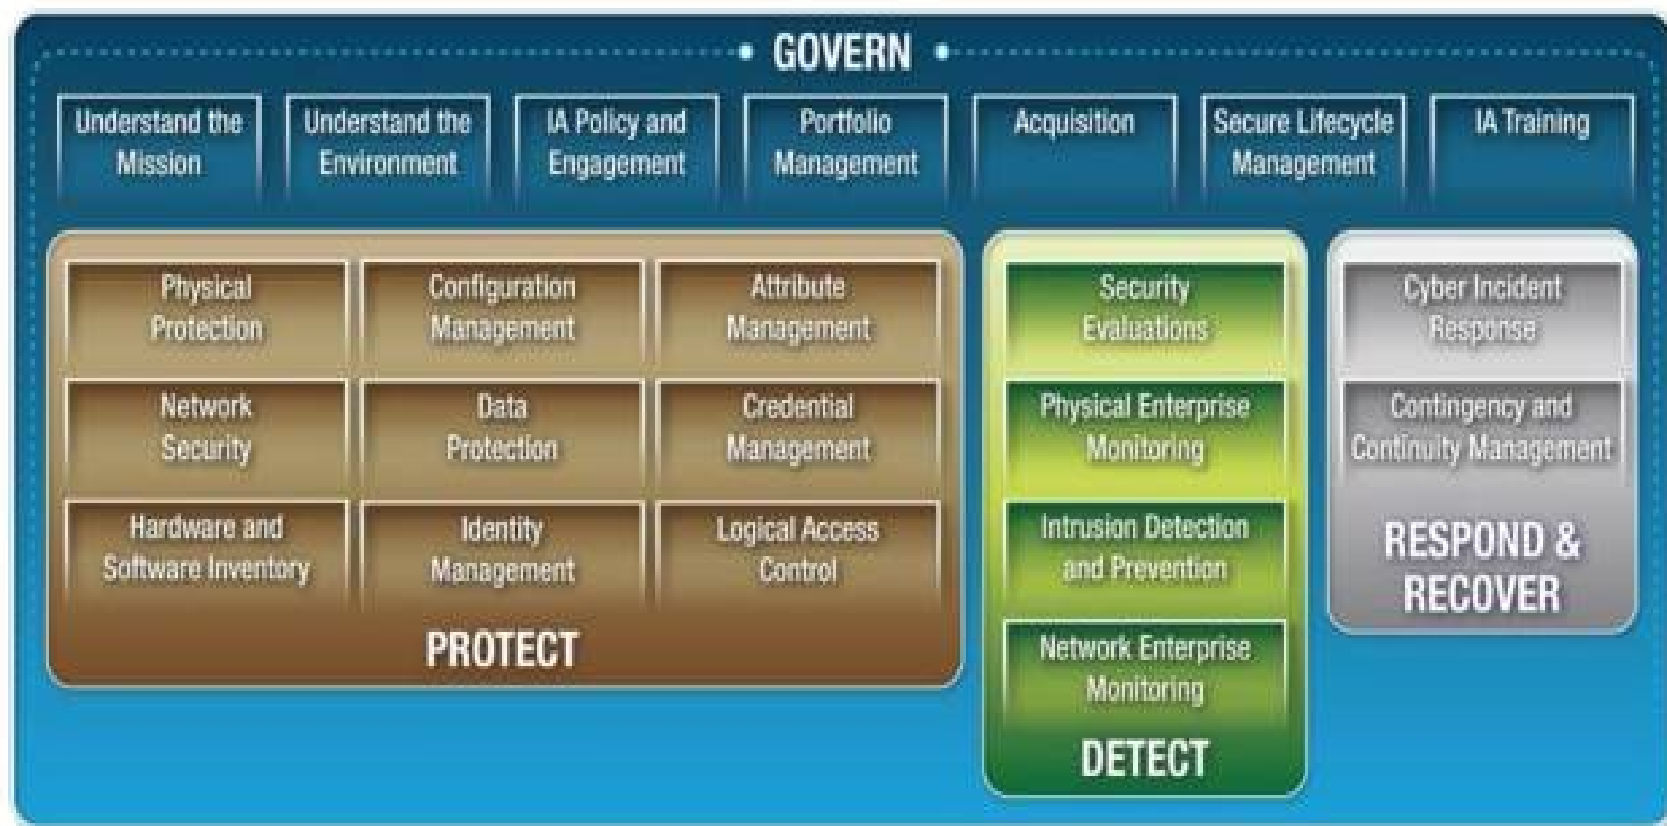 GOVERN
Understand the
Mission
Understand the
Environment
IA Policy and
Engagement
Portfolio
Management
Acquisition
Secure Lifecycle
Management
IA Training
Physical
Protection
Configuration
Management
Attribute
Management
Network
Security
Data
Protection
Credential
Management
Hardware and
Software Inventory
Identity
Management
Logical Access
Control
PROTECT
Security
Evaluations
Physical Enterprise
Monitoring
Intrusion Detection
and Prevention
Network Enterprise
Monitoring
DETECT
Cyber Incident
Response
Contingency and
Continuity Management
RESPOND &
RECOVER